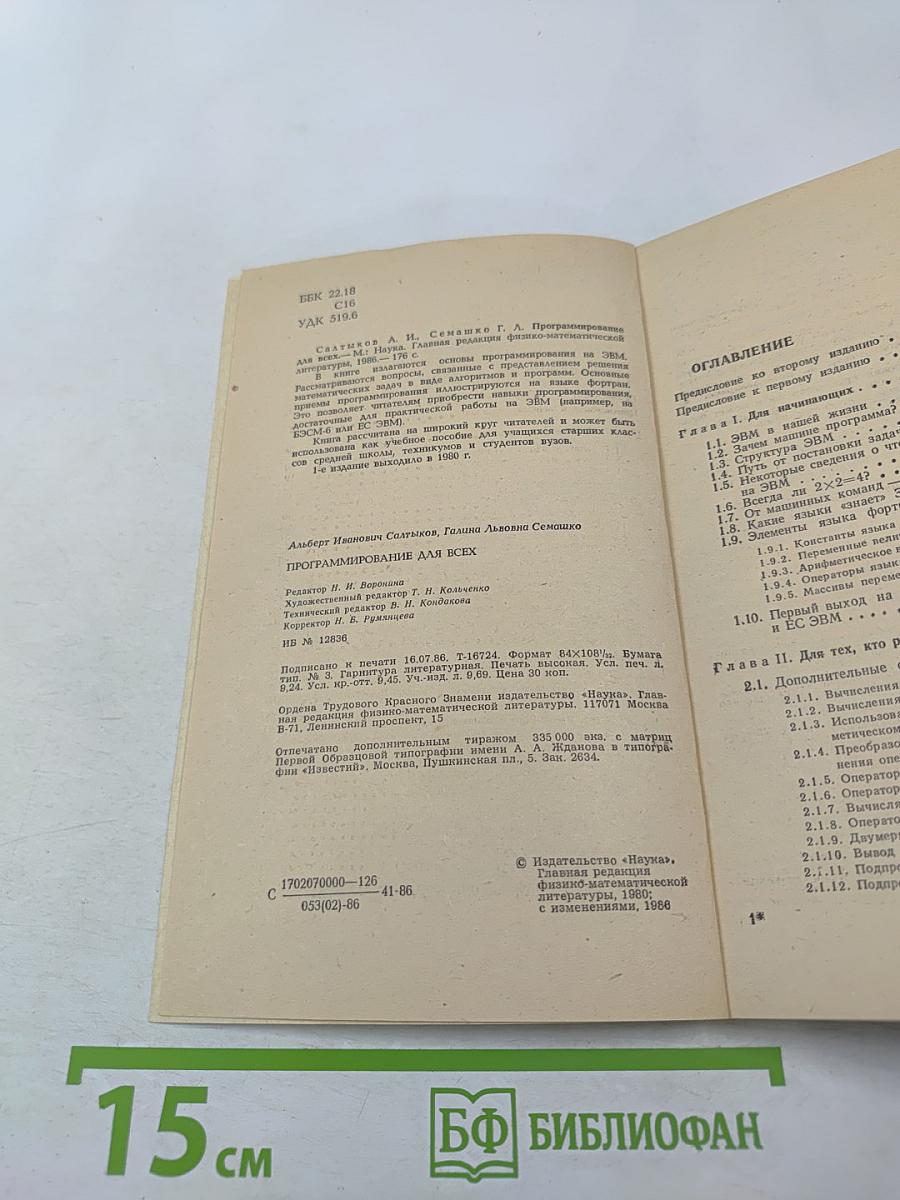 ББК 22.18
С16
УДК 519.6
Салтыков А. И., Семашко Г. Л. Программирование
для всех.— М.: Наука. Главная редакция физико-математической
литературы, 1986.— 176 с.
В книге излагаются основы программирования на ЭВМ.
Рассматриваются вопросы, связанные с представлением решения
математических задач в виде алгоритмов и программ. Основные
приемы программирования иллюстрируются на языке фортран.
Это позволяет читателям приобрести навыки программирования,
достаточные для практической работы на ЭВМ (например, на
БЭСМ-6 или ЕС ЭВМ).
Книга рассчитана на широкий круг читателей и может быть
использована как учебное пособие для учащихся старших клас-
сов средней школы, техникумов и студентов вузов.
1-е издание выходило в 1980 г.
Альберт Иванович Салтыков, Галина Львовна Семашко
ПРОГРАММИРОВАНИЕ ДЛЯ ВСЕХ
Редактор Н. И. Воронина
Художественный редактор Т. Н. Кольченко
Технический редактор В. Н. Кондакова
Корректор Н. Б. Румянцева
ИБ № 12836
Подписано к печати 16.07.86. Т-16724. Формат 84×108¹/₃₂. Бумага
тип. № 3. Гарнитура литературная. Печать высокая. Усл. печ. л.
9,24. Усл. кр.-отт. 9,45. Уч.-изд. л. 9,69. Цена 30 коп.
Ордена Трудового Красного Знамени издательство «Наука». Глав-
ная редакция физико-математической литературы. 117071 Москва
В-71, Ленинский проспект, 15
Отпечатано дополнительным тиражом 335 000 экз. с матриц
Первой Образцовой типографии имени А. А. Жданова в типогра-
фии «Известий». Москва, Пушкинская пл., 5. Зак. 2634.
С 1702070000—126
053(02)-86 41-86
© Издательство «Наука».
Главная редакция
физико-математической
литературы, 1980;
с изменениями, 1986
ОГЛАВЛЕНИЕ
Предисловие ко второму изданию
Предисловие к первому изданию
Глава I. Для начинающих
1.1. ЭВМ в нашей жизни
1.2. Зачем машине программа?
1.3. Структура ЭВМ
1.4. Путь от постановки
1.5. Некоторые сведения о
на ЭВМ
1.6. Всегда ли 2×2=4?
1.7. От машинных команд
1.8. Какие языки «знает»
1.9. Элементы языка
1.9.1. Константы языка
1.9.2. Переменные
1.9.3. Арифметическое
1.9.4. Операторы
1.9.5. Массивы
1.10. Первый выход на
и ЕС ЭВМ
Глава II. Для тех, кто
2.1. Дополнительные
2.1.1. Вычисления
2.1.2. Вычисления
2.1.3.
метическом
2.1.4.
нения
2.1.5. Оператор
2.1.6. Оператор
2.1.7.
2.1.8.
2.1.9.
2.1.10. Вывод
2.1.11.
2.1.12.
1*
15 см
БФ БИБЛИОФАН